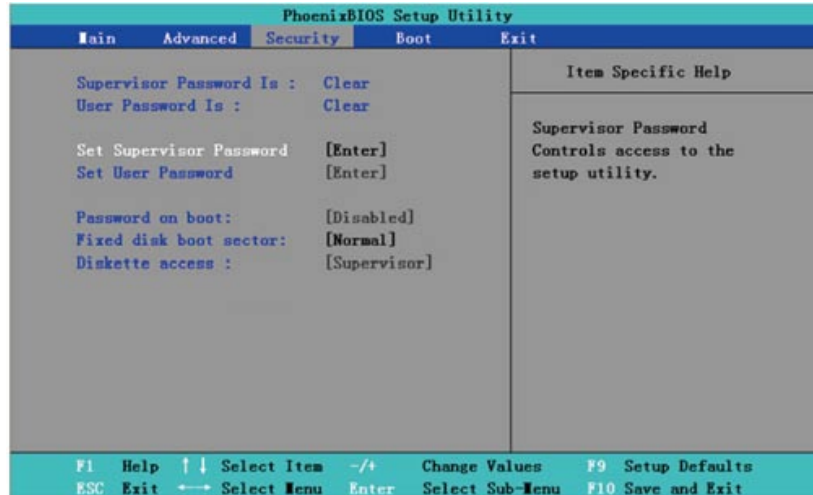 PhoenixBIOS Setup Utility
Main Advanced Security Boot Exit
Supervisor Password Is : Clear
User Password Is : Clear
Set Supervisor Password [Enter]
Set User Password [Enter]
Password on boot: [Disabled]
Fixed disk boot sector: [Normal]
Diskette access : [Supervisor]
Item Specific Help
Supervisor Password
Controls access to the
setup utility.
F1 Help ↑↓ Select Item -/+ Change Values F9 Setup Defaults
ESC Exit ←→ Select Menu Enter Select Sub-Menu F10 Save and Exit